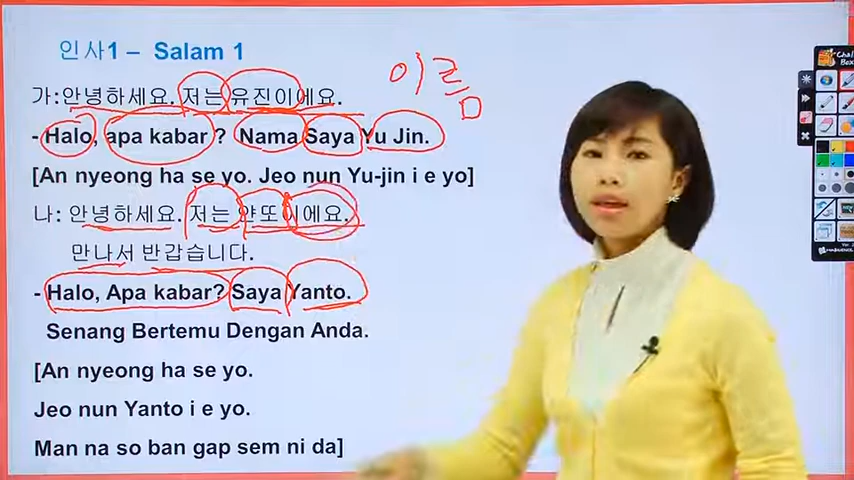 인사1 – Salam 1
이름
가:안녕하세요. 저는 유진이에요.
- Halo, apa kabar ? Nama Saya Yu Jin.
[An nyeong ha se yo. Jeo nun Yu-jin i e yo]
나: 안녕하세요. 저는 얀또이에요.
만나서 반갑습니다.
- Halo, Apa kabar? Saya Yanto.
Senang Bertemu Dengan Anda.
[An nyeong ha se yo.
Jeo nun Yanto i e yo.
Man na so ban gap sem ni da]